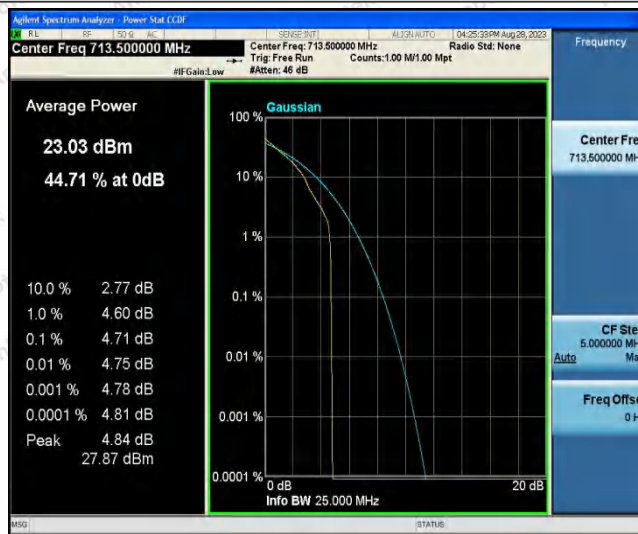 Agilent Spectrum Analyzer - Power Stat CCDF
RL RF 50 Ω AC SENSE:INT ALIGN AUTO 04:25:33 PM Aug 28, 2023
Center Freq 713.500000 MHz
Center Freq: 713.500000 MHz Radio Std: None
Trig: Free Run Counts:1.00 M/1.00 Mpt
#IFGain:Low #Atten: 46 dB
Frequency
Average Power
23.03 dBm
44.71 % at 0dB
10.0 % 2.77 dB
1.0 % 4.60 dB
0.1 % 4.71 dB
0.01 % 4.75 dB
0.001 % 4.78 dB
0.0001 % 4.81 dB
Peak 4.84 dB
27.87 dBm
Gaussian
100 %
10 %
1 %
0.1 %
0.01 %
0.001 %
0.0001 %
0 dB 20 dB
Info BW 25.000 MHz
Center Fre
713.500000 MH
CF Ste
5.000000 MH
Auto Ma
Freq Offse
0 H
MSG STATUS